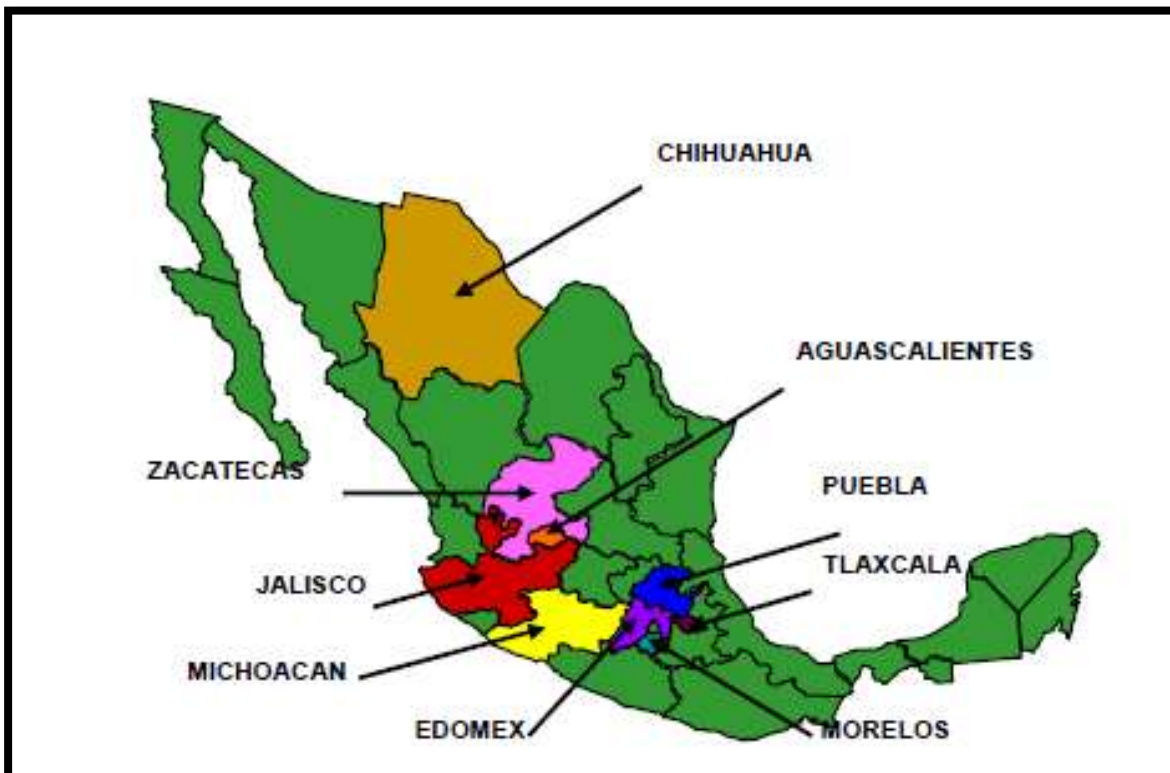 CHIHUAHUA
AGUASCALIENTES
ZACATECAS
PUEBLA
TLAXCALA
JALISCO
MICHOACAN
EDOMEX
MORELOS